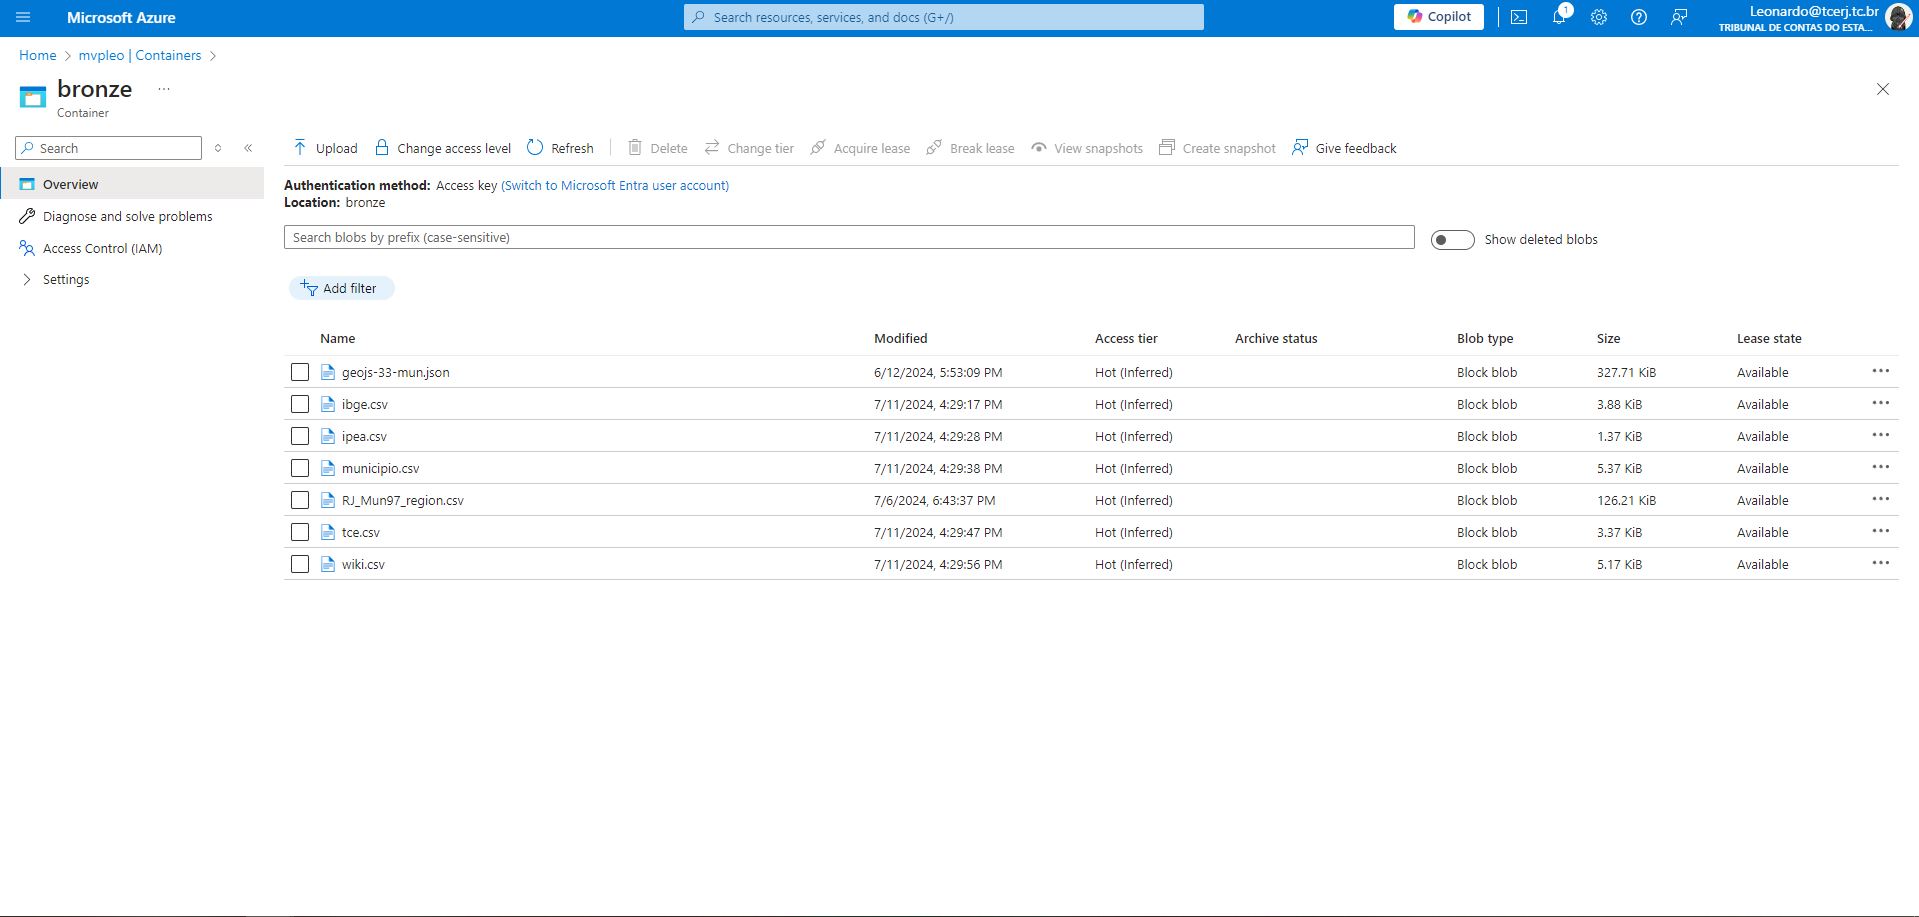 Microsoft Azure
Search resources, services, and docs (G+/)
Copilot
1
Leonardo@tcerj.tc.br
TRIBUNAL DE CONTAS DO ESTA...
Home > mvpleo | Containers >
bronze ...
Container
Search
Overview
Diagnose and solve problems
Access Control (IAM)
Settings
Upload Change access level Refresh Delete Change tier Acquire lease Break lease View snapshots Create snapshot Give feedback
Authentication method: Access key (Switch to Microsoft Entra user account)
Location: bronze
Search blobs by prefix (case-sensitive)
Show deleted blobs
Add filter
Name Modified Access tier Archive status Blob type Size Lease state
geojs-33-mun.json 6/12/2024, 5:53:09 PM Hot (Inferred) Block blob 327.71 KiB Available
ibge.csv 7/11/2024, 4:29:17 PM Hot (Inferred) Block blob 3.88 KiB Available
ipea.csv 7/11/2024, 4:29:28 PM Hot (Inferred) Block blob 1.37 KiB Available
municipio.csv 7/11/2024, 4:29:38 PM Hot (Inferred) Block blob 5.37 KiB Available
RJ_Mun97_region.csv 7/6/2024, 6:43:37 PM Hot (Inferred) Block blob 126.21 KiB Available
tce.csv 7/11/2024, 4:29:47 PM Hot (Inferred) Block blob 3.37 KiB Available
wiki.csv 7/11/2024, 4:29:56 PM Hot (Inferred) Block blob 5.17 KiB Available